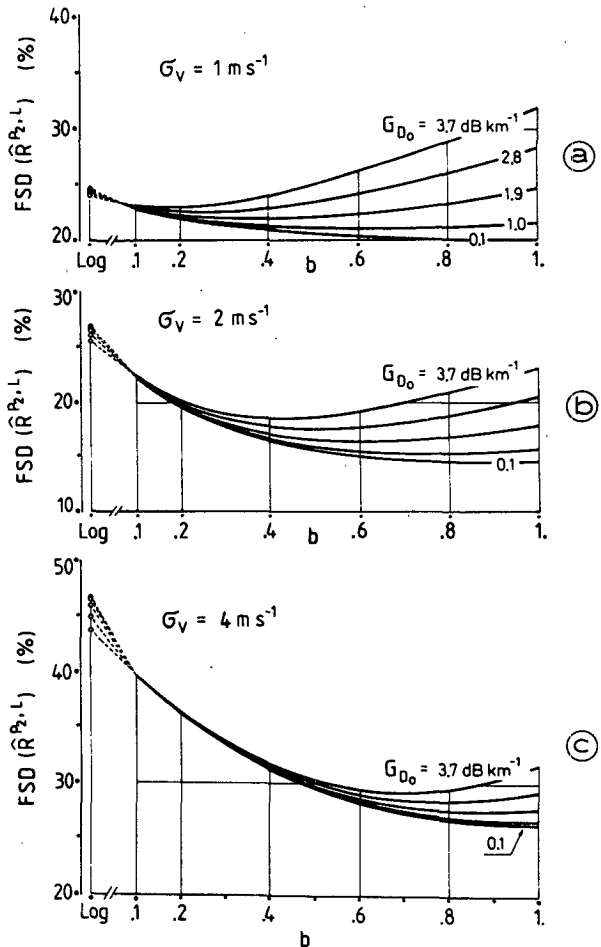 40
FSD (R̂^P₂,L) (%)
σᵥ = 1 m s⁻¹
G_D₀ = 3.7 dB km⁻¹
2.8
1.9
1.0
0.1
30
20
Log .1 .2 .4 .6 .8 1.
b
a
30
FSD (R̂^P₂,L) (%)
σᵥ = 2 m s⁻¹
G_D₀ = 3.7 dB km⁻¹
0.1
20
10
Log .1 .2 .4 .6 .8 1.
b
b
50
FSD (R̂^P₂,L) (%)
σᵥ = 4 m s⁻¹
40
G_D₀ = 3.7 dB km⁻¹
30
0.1
20
Log .1 .2 .4 .6 .8 1.
b
c